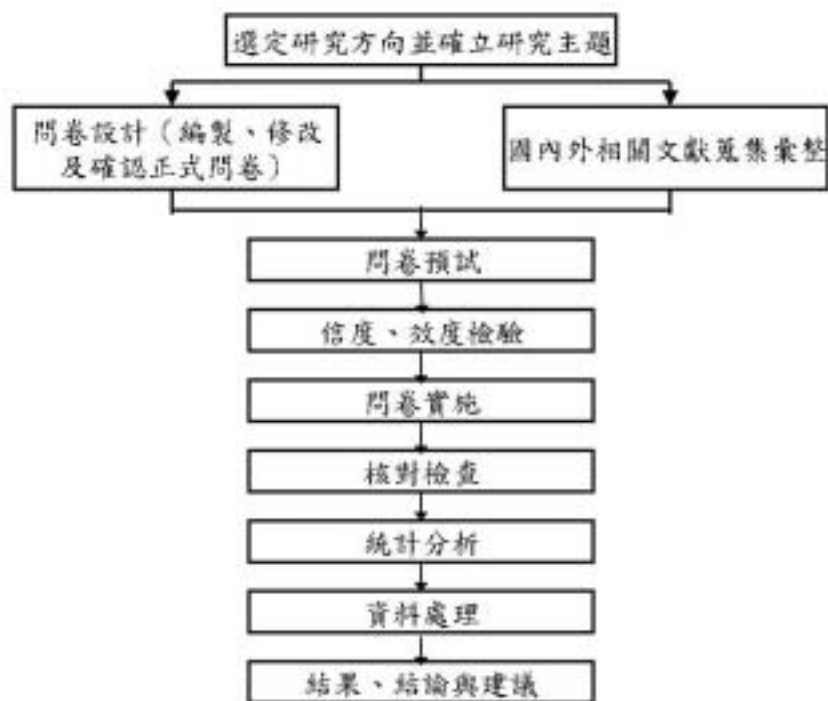 選定研究方向並確立研究主題
問卷設計（編製、修改
及確認正式問卷）
國內外相關文獻蒐集彙整
問卷預試
信度、效度檢驗
問卷實施
核對檢查
統計分析
資料處理
結果、結論與建議